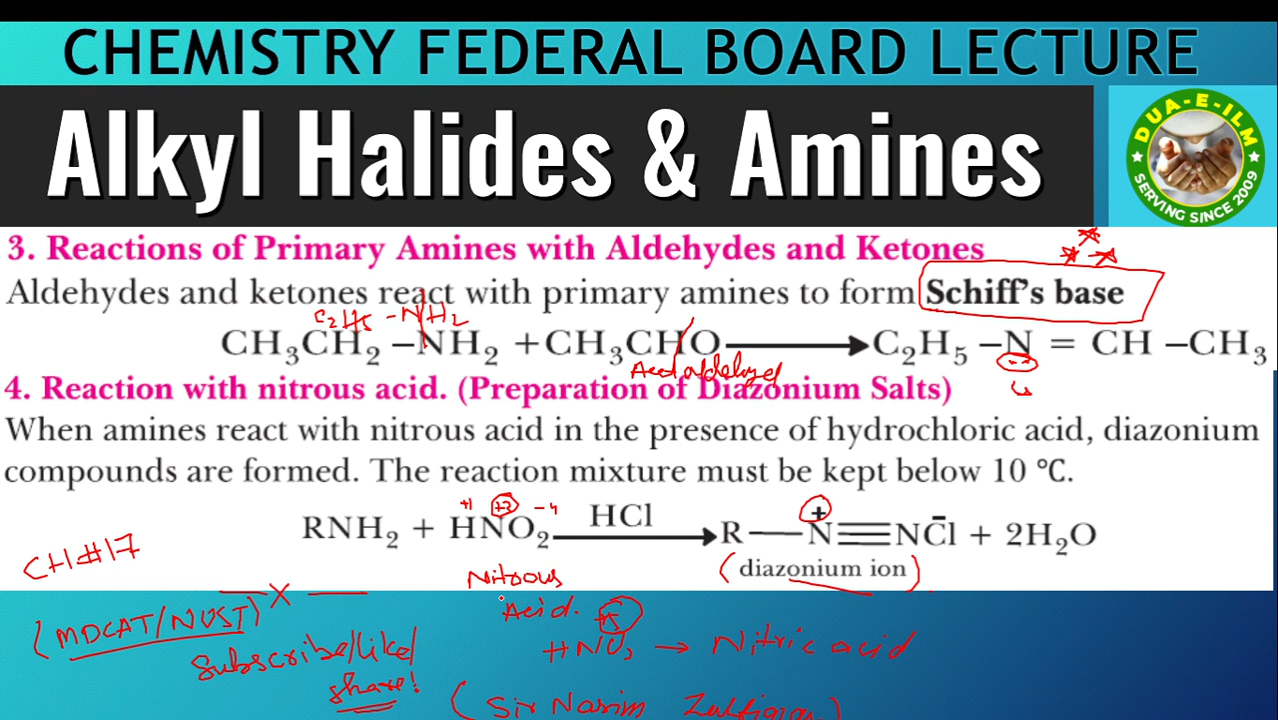 CHEMISTRY FEDERAL BOARD LECTURE
Alkyl Halides & Amines
DUA-E-ILM
SERVING SINCE 2009
3. Reactions of Primary Amines with Aldehydes and Ketones
Aldehydes and ketones react with primary amines to form Schiff's base
C₂H₅ -NH₂
CH₃CH₂ –NH₂ +CH₃CHO ⟶ C₂H₅ –N = CH –CH₃
4. Reaction with nitrous acid. (Preparation of Diazonium Salts)
When amines react with nitrous acid in the presence of hydrochloric acid, diazonium
compounds are formed. The reaction mixture must be kept below 10 °C.
+1 +3 -4
RNH₂ + HNO₂ HCl ⟶ R—N⁺≡NCl̄ + 2H₂O
(diazonium ion)
CH#17
Nitrous
Acid. +5
(MDCAT/NUST) X
HNO₃ → Nitric acid
Subscribe/Like/
share!
(Sir Nasim